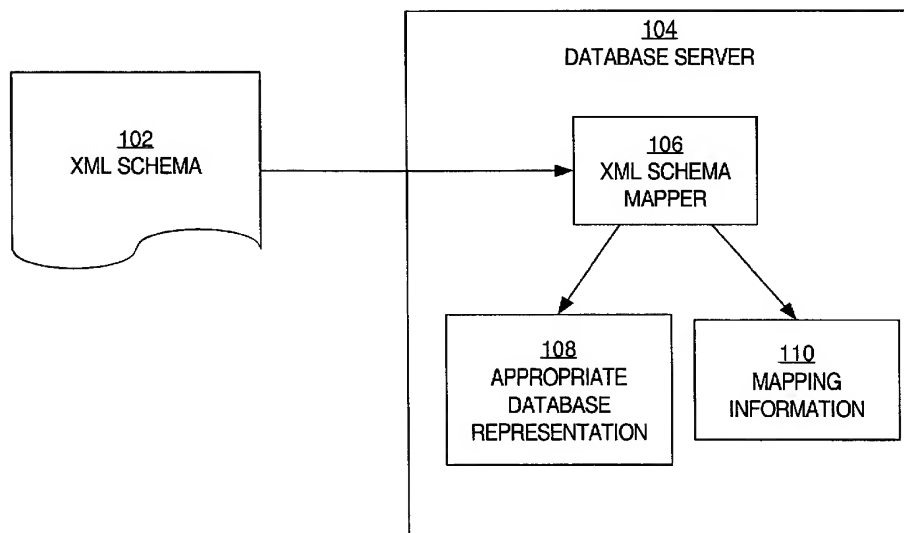 104
DATABASE SERVER
102
XML SCHEMA
106
XML SCHEMA
MAPPER
108
APPROPRIATE
DATABASE
REPRESENTATION
110
MAPPING
INFORMATION